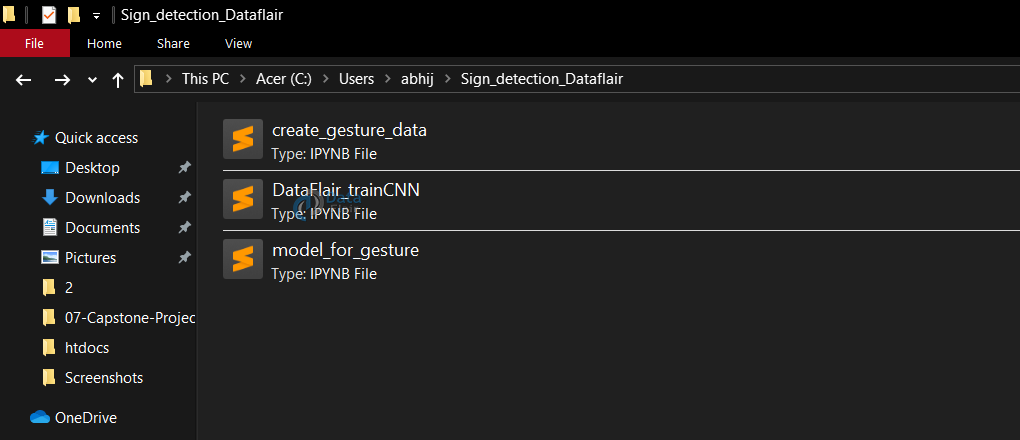 Sign_detection_Dataflair
File Home Share View
This PC Acer (C:) Users abhij Sign_detection_Dataflair
Quick access
Desktop
Downloads
Documents
Pictures
2
07-Capstone-Projec
htdocs
Screenshots
OneDrive
create_gesture_data
Type: IPYNB File
DataFlair_trainCNN
Data
Type: IPYNB File
model_for_gesture
Type: IPYNB File